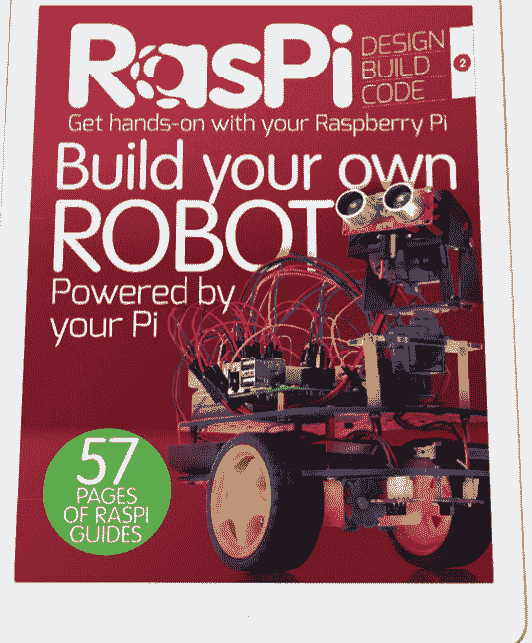 RasPi
DESIGN
BUILD
CODE
2
Get hands-on with your Raspberry Pi
Build your own
ROBOT
Powered by
your Pi
57
PAGES
OF RASPI
GUIDES